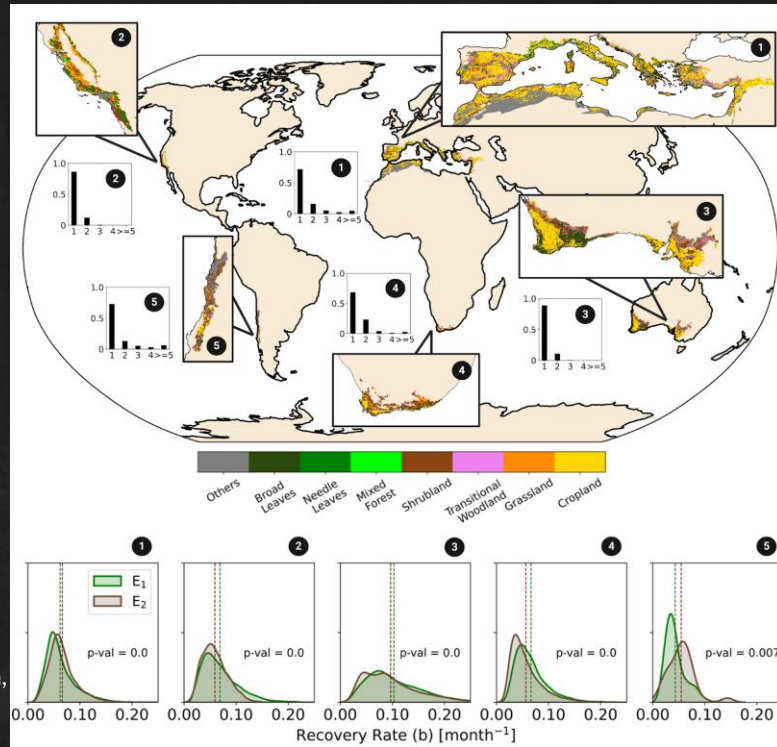 2
1
1.0
0.5
0
1 2 3 4>=5
2
1.0
0.5
0
1 2 3 4>=5
1
3
1.0
0.5
0
1 2 3 4>=5
5
5
1.0
0.5
0
1 2 3 4>=5
4
1.0
0.5
0
1 2 3 4>=5
3
4
Others
Broad
Leaves
Needle
Leaves
Mixed
Forest
Shrubland
Transitional
Woodland
Grassland
Cropland
1
2
3
4
5
E1
E2
p-val = 0.0
p-val = 0.0
p-val = 0.0
p-val = 0.0
p-val = 0.007
0.00 0.10 0.20
0.00 0.10 0.20
0.00 0.10 0.20
0.00 0.10 0.20
0.00 0.10 0.20
Recovery Rate (b) [month⁻¹]